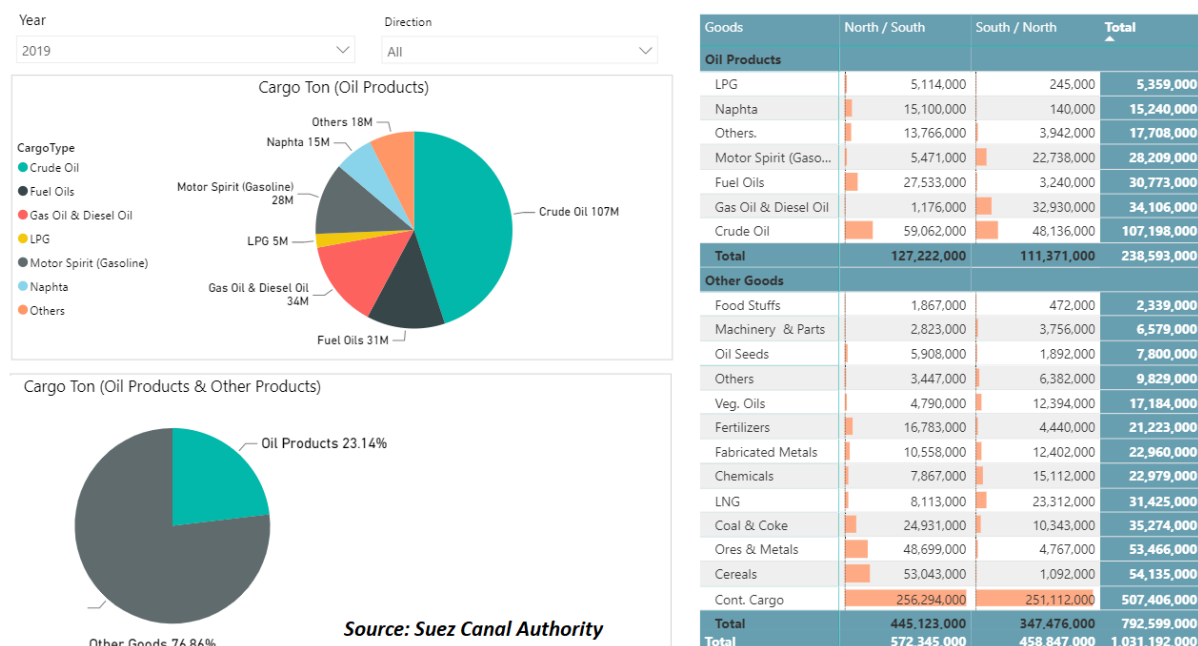 Year
Direction
2019
All
Cargo Ton (Oil Products)
CargoType
Crude Oil
Fuel Oils
Gas Oil & Diesel Oil
LPG
Motor Spirit (Gasoline)
Naphta
Others
Others 18M
Naphta 15M
Motor Spirit (Gasoline)
28M
LPG 5M
Gas Oil & Diesel Oil
34M
Fuel Oils 31M
Crude Oil 107M
Cargo Ton (Oil Products & Other Products)
Oil Products 23.14%
Other Goods 76.86%
Source: Suez Canal Authority
Goods North / South South / North Total
Oil Products
LPG 5,114,000 245,000 5,359,000
Naphta 15,100,000 140,000 15,240,000
Others. 13,766,000 3,942,000 17,708,000
Motor Spirit (Gaso... 5,471,000 22,738,000 28,209,000
Fuel Oils 27,533,000 3,240,000 30,773,000
Gas Oil & Diesel Oil 1,176,000 32,930,000 34,106,000
Crude Oil 59,062,000 48,136,000 107,198,000
Total 127,222,000 111,371,000 238,593,000
Other Goods
Food Stuffs 1,867,000 472,000 2,339,000
Machinery & Parts 2,823,000 3,756,000 6,579,000
Oil Seeds 5,908,000 1,892,000 7,800,000
Others 3,447,000 6,382,000 9,829,000
Veg. Oils 4,790,000 12,394,000 17,184,000
Fertilizers 16,783,000 4,440,000 21,223,000
Fabricated Metals 10,558,000 12,402,000 22,960,000
Chemicals 7,867,000 15,112,000 22,979,000
LNG 8,113,000 23,312,000 31,425,000
Coal & Coke 24,931,000 10,343,000 35,274,000
Ores & Metals 48,699,000 4,767,000 53,466,000
Cereals 53,043,000 1,092,000 54,135,000
Cont. Cargo 256,294,000 251,112,000 507,406,000
Total 445,123,000 347,476,000 792,599,000
Total 572,345,000 458,847,000 1,031,192,000